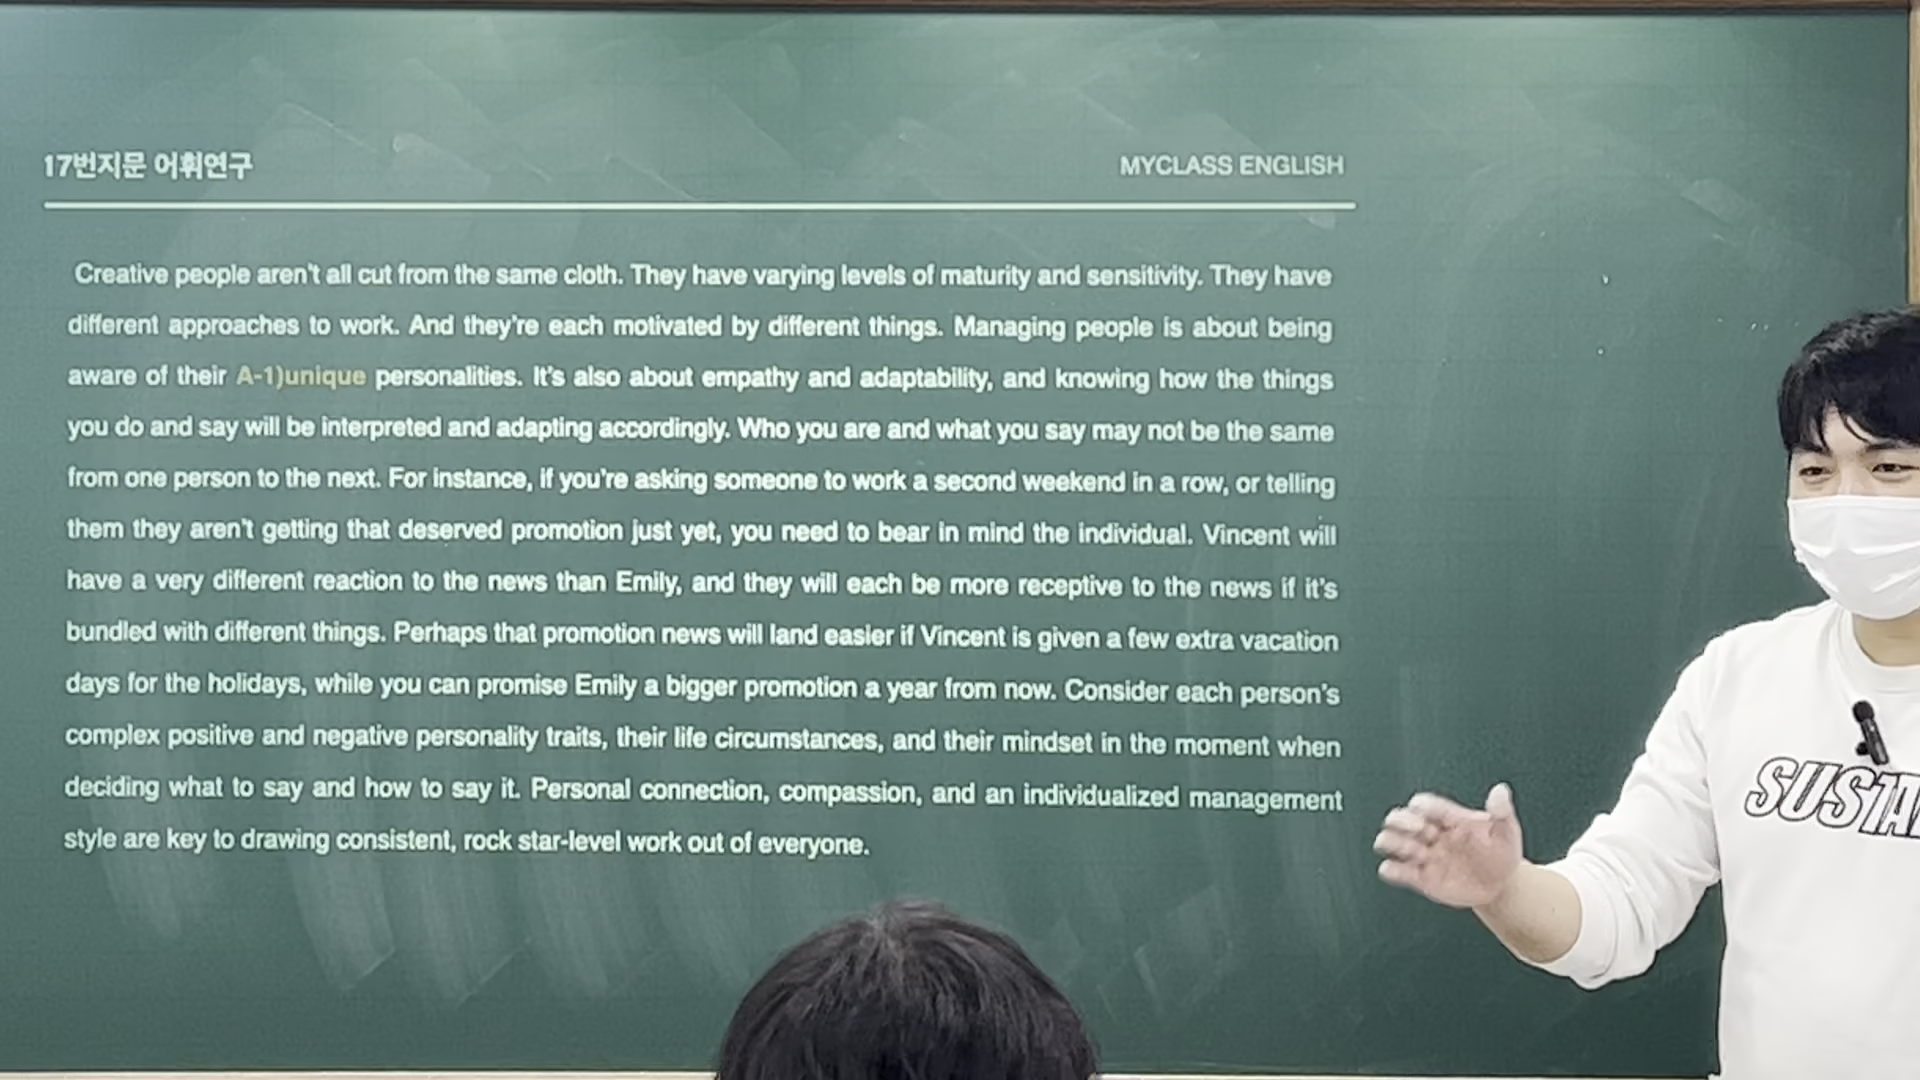 17번지문 어휘연구
MYCLASS ENGLISH
Creative people aren't all cut from the same cloth. They have varying levels of maturity and sensitivity. They have
different approaches to work. And they're each motivated by different things. Managing people is about being
aware of their A-1)unique personalities. It's also about empathy and adaptability, and knowing how the things
you do and say will be interpreted and adapting accordingly. Who you are and what you say may not be the same
from one person to the next. For instance, if you're asking someone to work a second weekend in a row, or telling
them they aren't getting that deserved promotion just yet, you need to bear in mind the individual. Vincent will
have a very different reaction to the news than Emily, and they will each be more receptive to the news if it's
bundled with different things. Perhaps that promotion news will land easier if Vincent is given a few extra vacation
days for the holidays, while you can promise Emily a bigger promotion a year from now. Consider each person's
complex positive and negative personality traits, their life circumstances, and their mindset in the moment when
deciding what to say and how to say it. Personal connection, compassion, and an individualized management
style are key to drawing consistent, rock star-level work out of everyone.